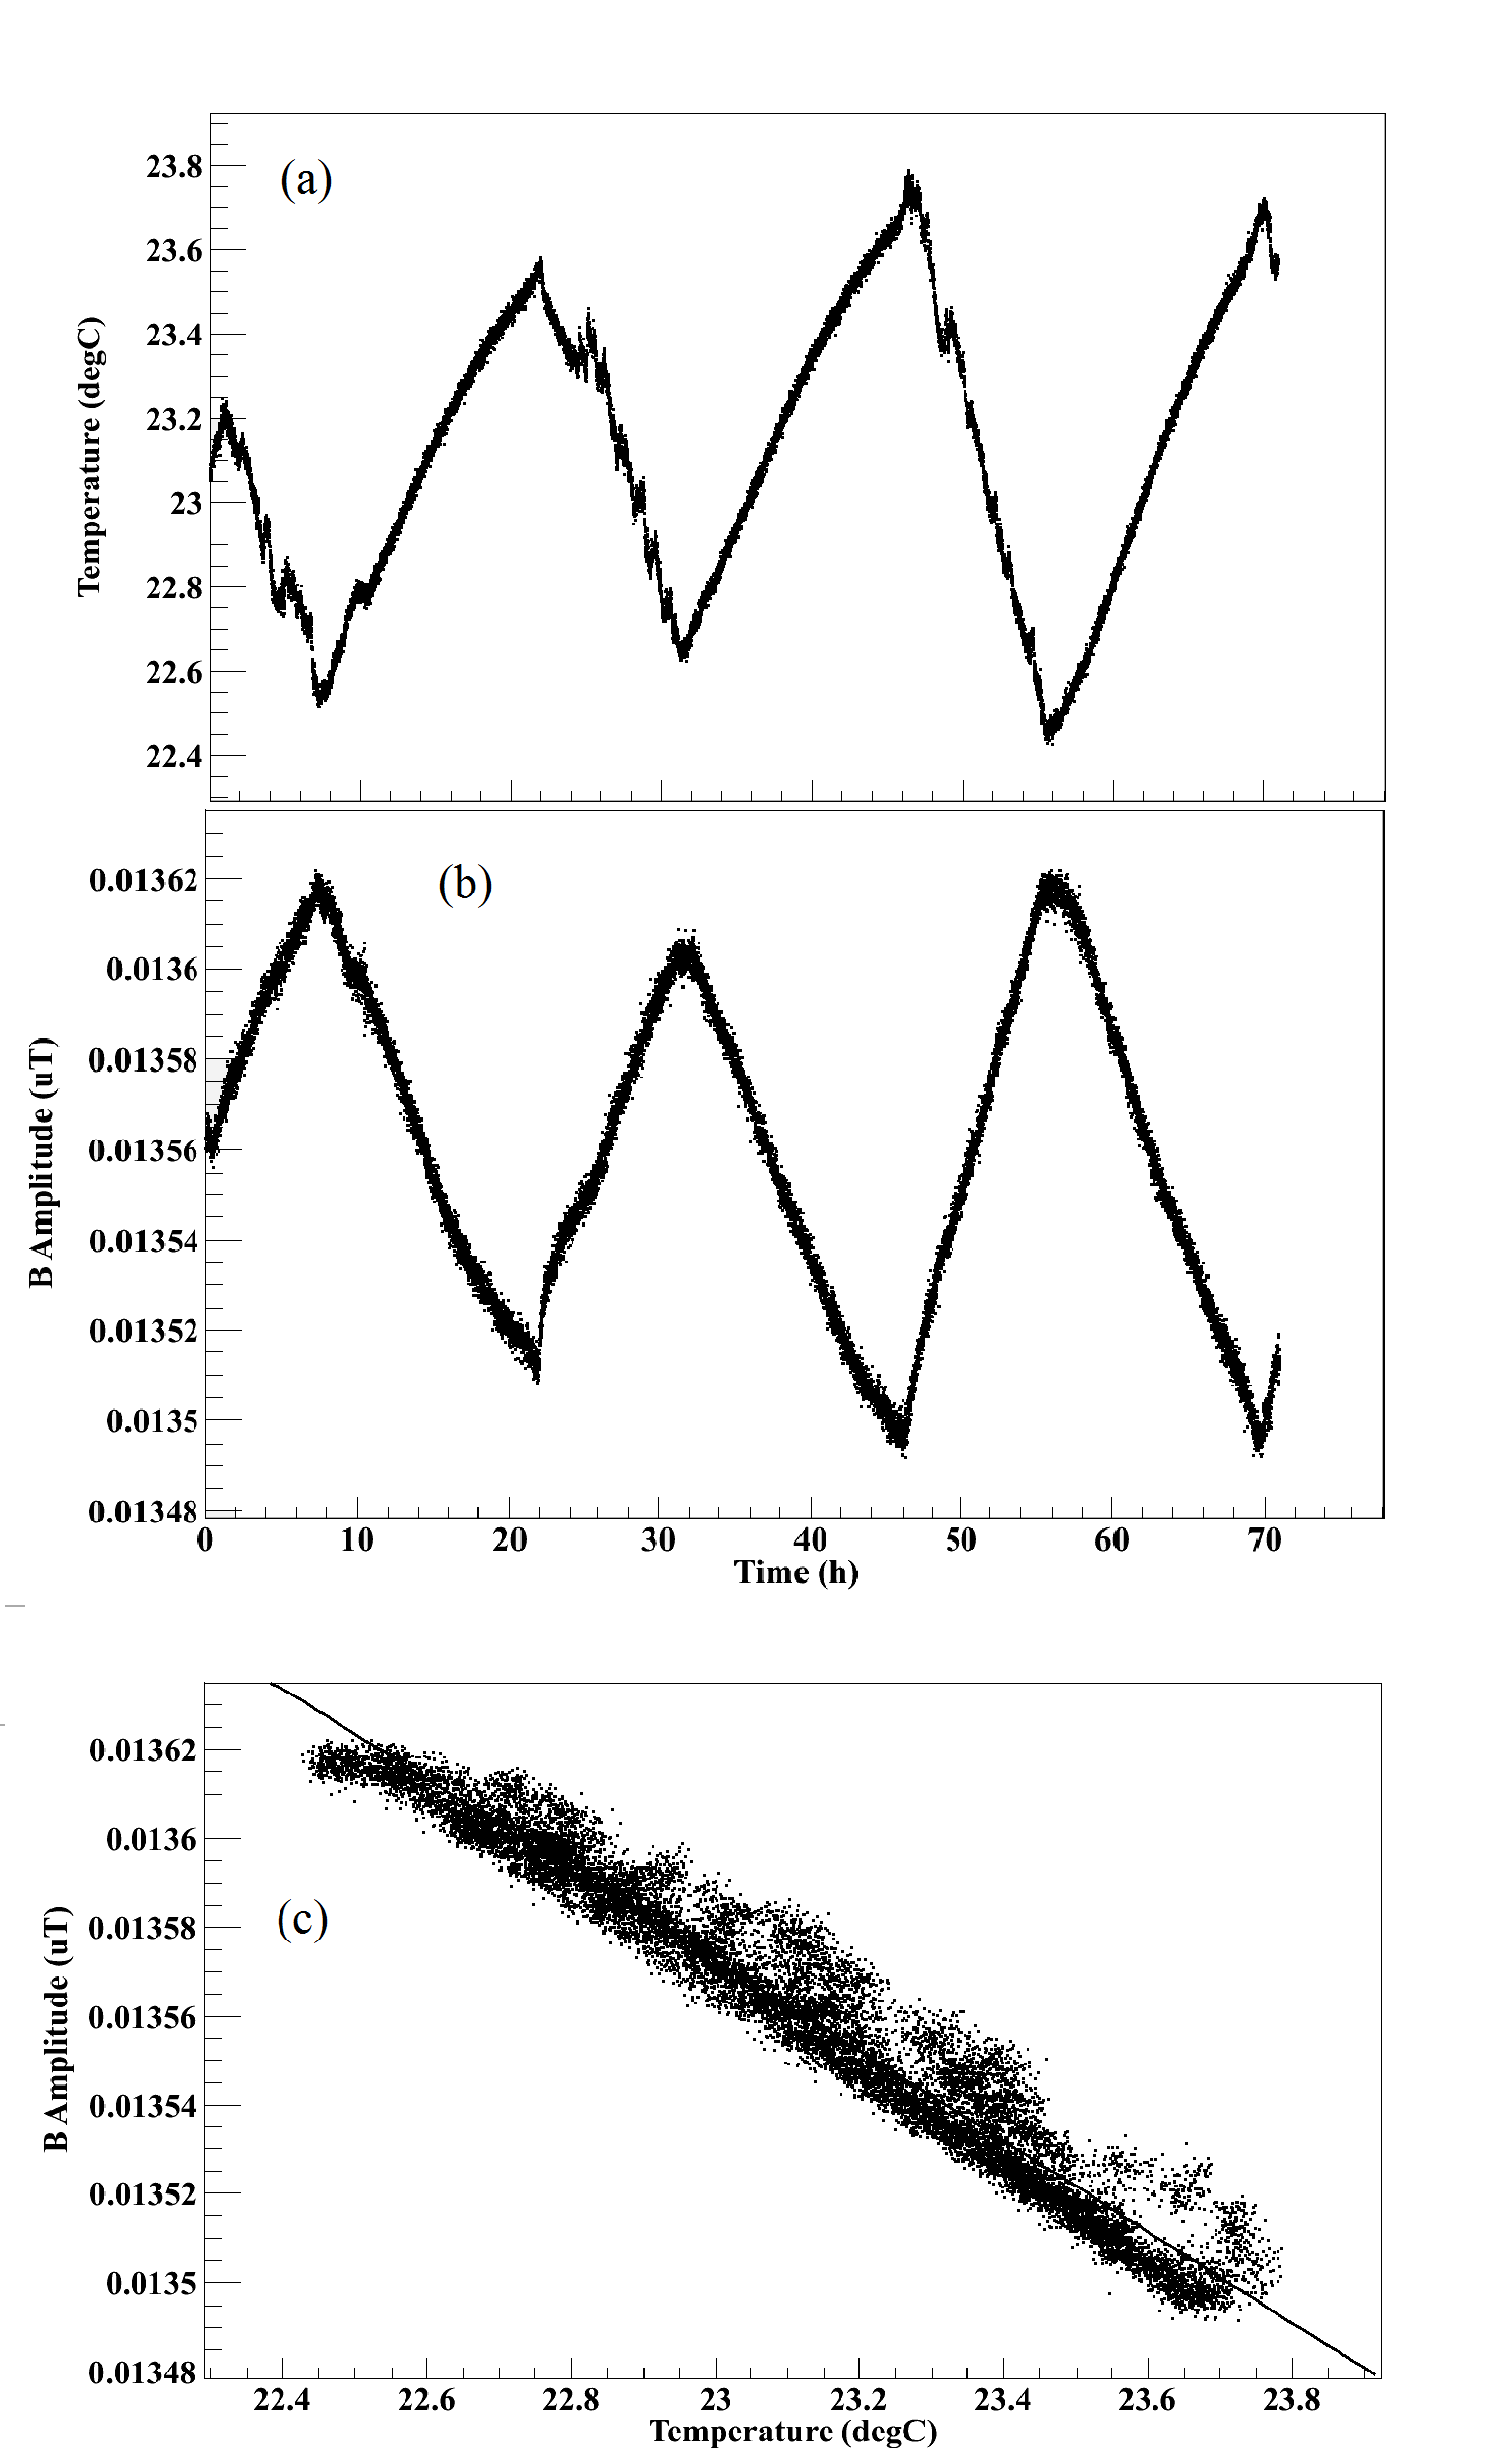 (a)
23.8
23.6
23.4
23.2
23
22.8
22.6
22.4
Temperature (degC)
(b)
0.01362
0.0136
0.01358
0.01356
0.01354
0.01352
0.0135
0.01348
B Amplitude (uT)
0 10 20 30 40 50 60 70
Time (h)
(c)
0.01362
0.0136
0.01358
0.01356
0.01354
0.01352
0.0135
0.01348
B Amplitude (uT)
22.4 22.6 22.8 23 23.2 23.4 23.6 23.8
Temperature (degC)